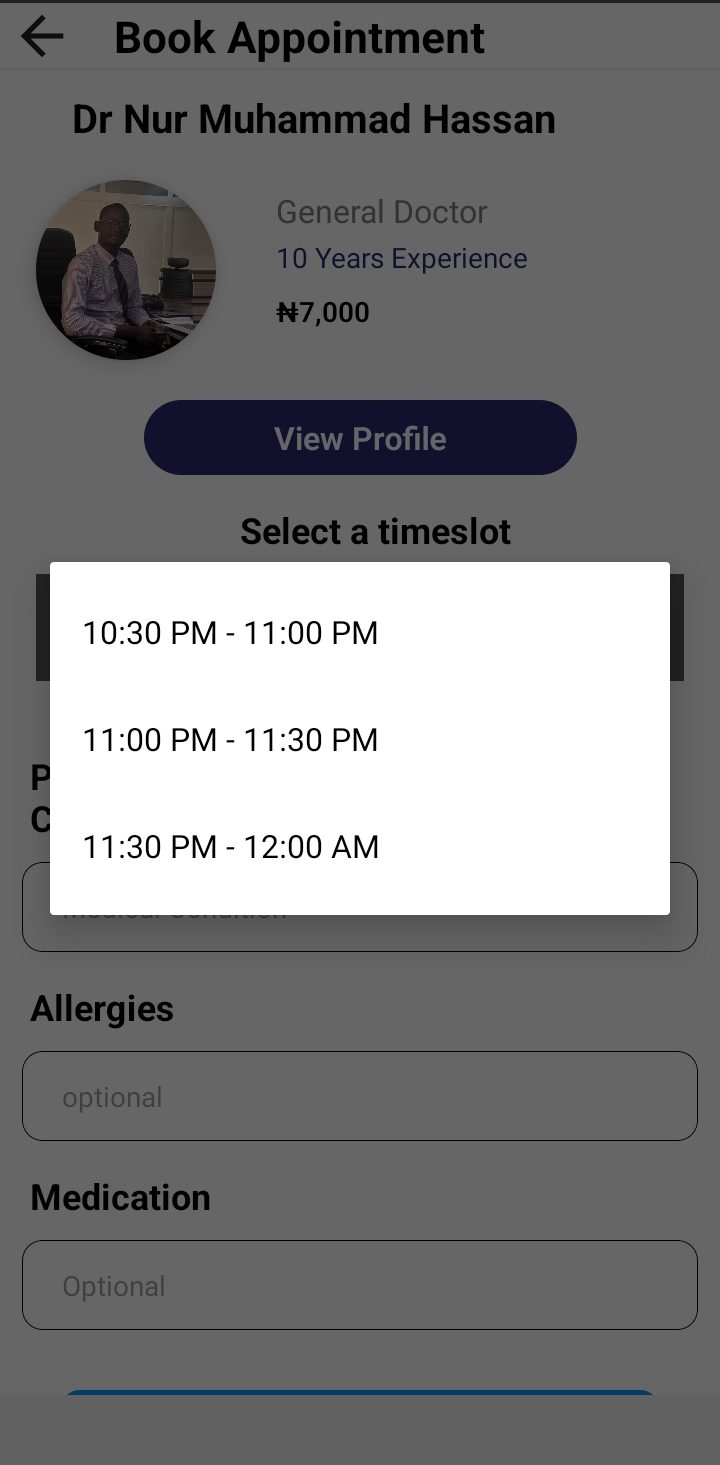 Book Appointment
Dr Nur Muhammad Hassan
General Doctor
10 Years Experience
₦7,000
View Profile
Select a timeslot
10:30 PM - 11:00 PM
11:00 PM - 11:30 PM
11:30 PM - 12:00 AM
Allergies
optional
Medication
Optional